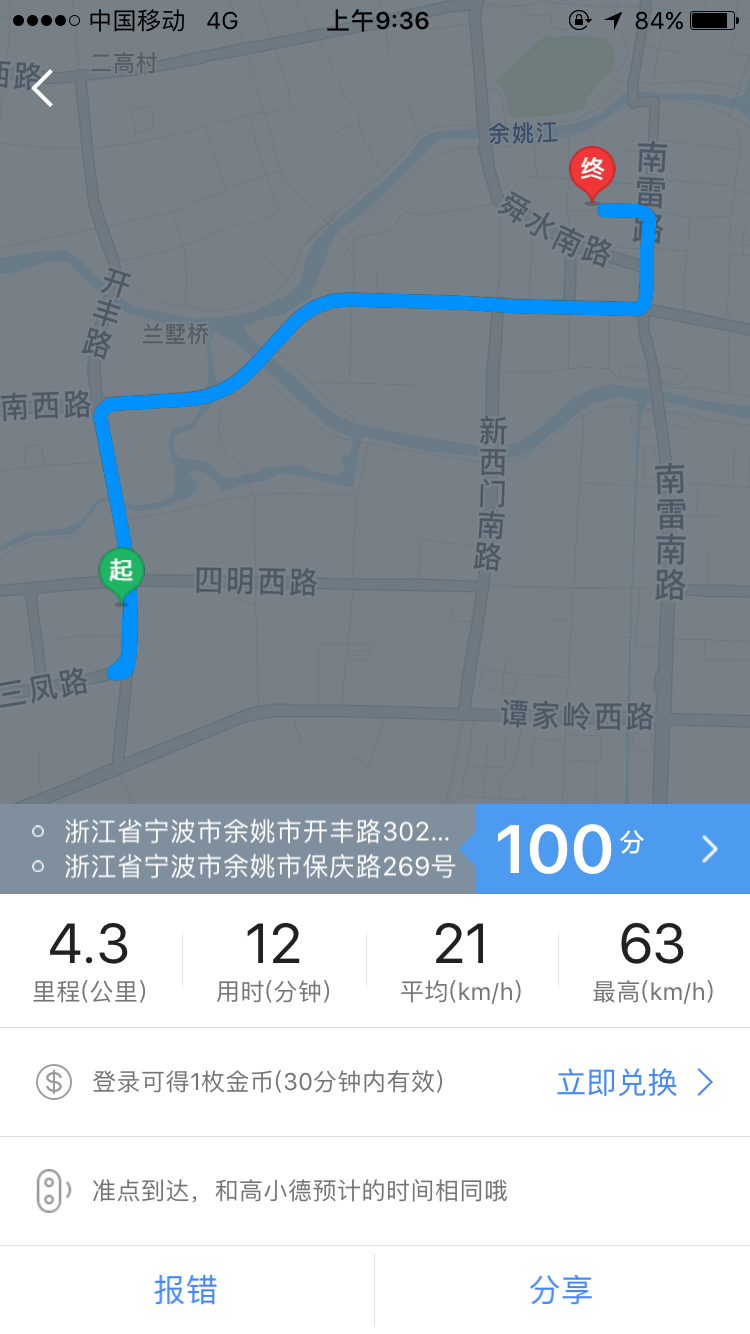 中国移动 4G 上午9:36 84%
二高村
西路
余姚江
终
南雷路
舜水南路
开丰路
兰墅桥
南西路
新西门南路
南雷南路
起
四明西路
三凤路
谭家岭西路
浙江省宁波市余姚市开丰路302...
浙江省宁波市余姚市保庆路269号
100分
4.3 12 21 63
里程(公里) 用时(分钟) 平均(km/h) 最高(km/h)
登录可得1枚金币(30分钟内有效) 立即兑换
准点到达，和高小德预计的时间相同哦
报错 分享